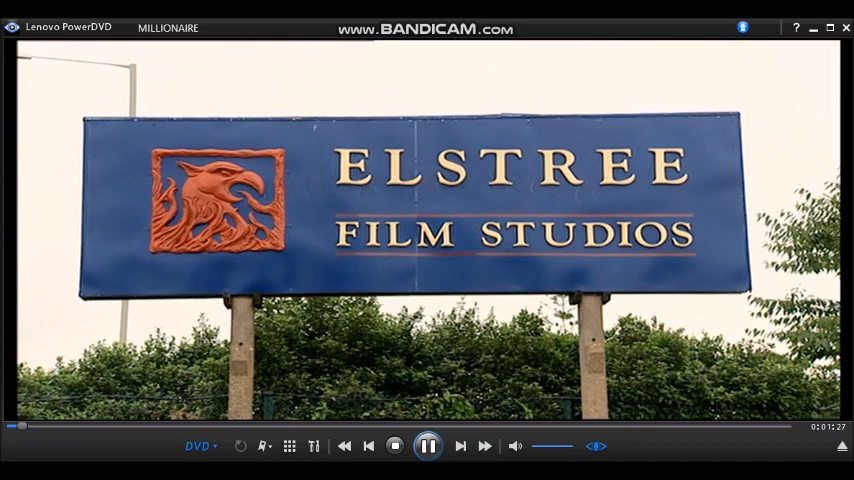 Lenovo PowerDVD MILLIONAIRE www.BANDICAM.com ?
ELSTREE
FILM STUDIOS
0:01:27
DVD